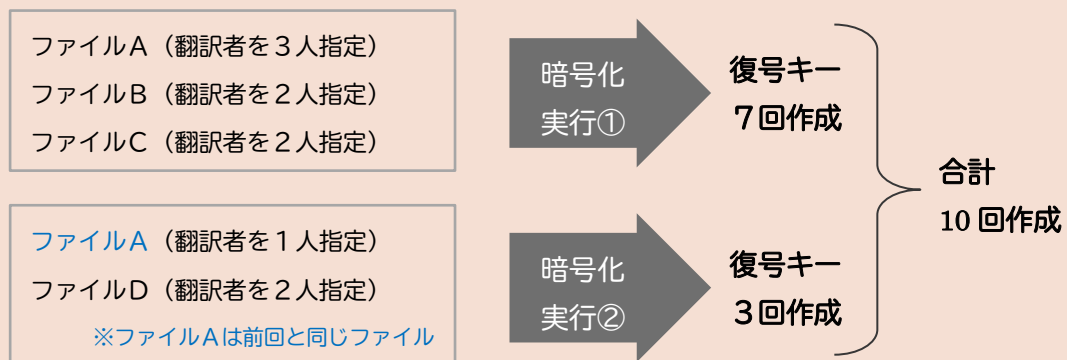 ファイルA（翻訳者を３人指定）
ファイルB（翻訳者を２人指定）
ファイルC（翻訳者を２人指定）
暗号化
実行①
復号キー
７回作成
ファイルA（翻訳者を１人指定）
ファイルD（翻訳者を２人指定）
※ファイルAは前回と同じファイル
暗号化
実行②
復号キー
３回作成
合計
10 回作成